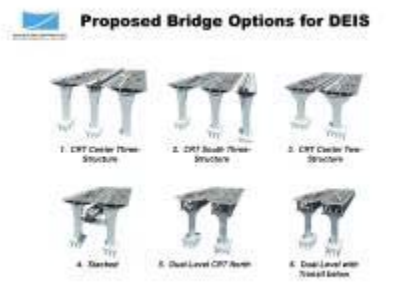 Proposed Bridge Options for DEIS
1. CRT Center Three-
Structure
2. CRT South Three-
Structure
3. CRT Center Two-
Structure
4. Stacked
5. Dual Level CRT North
6. Dual Level with
Transit below